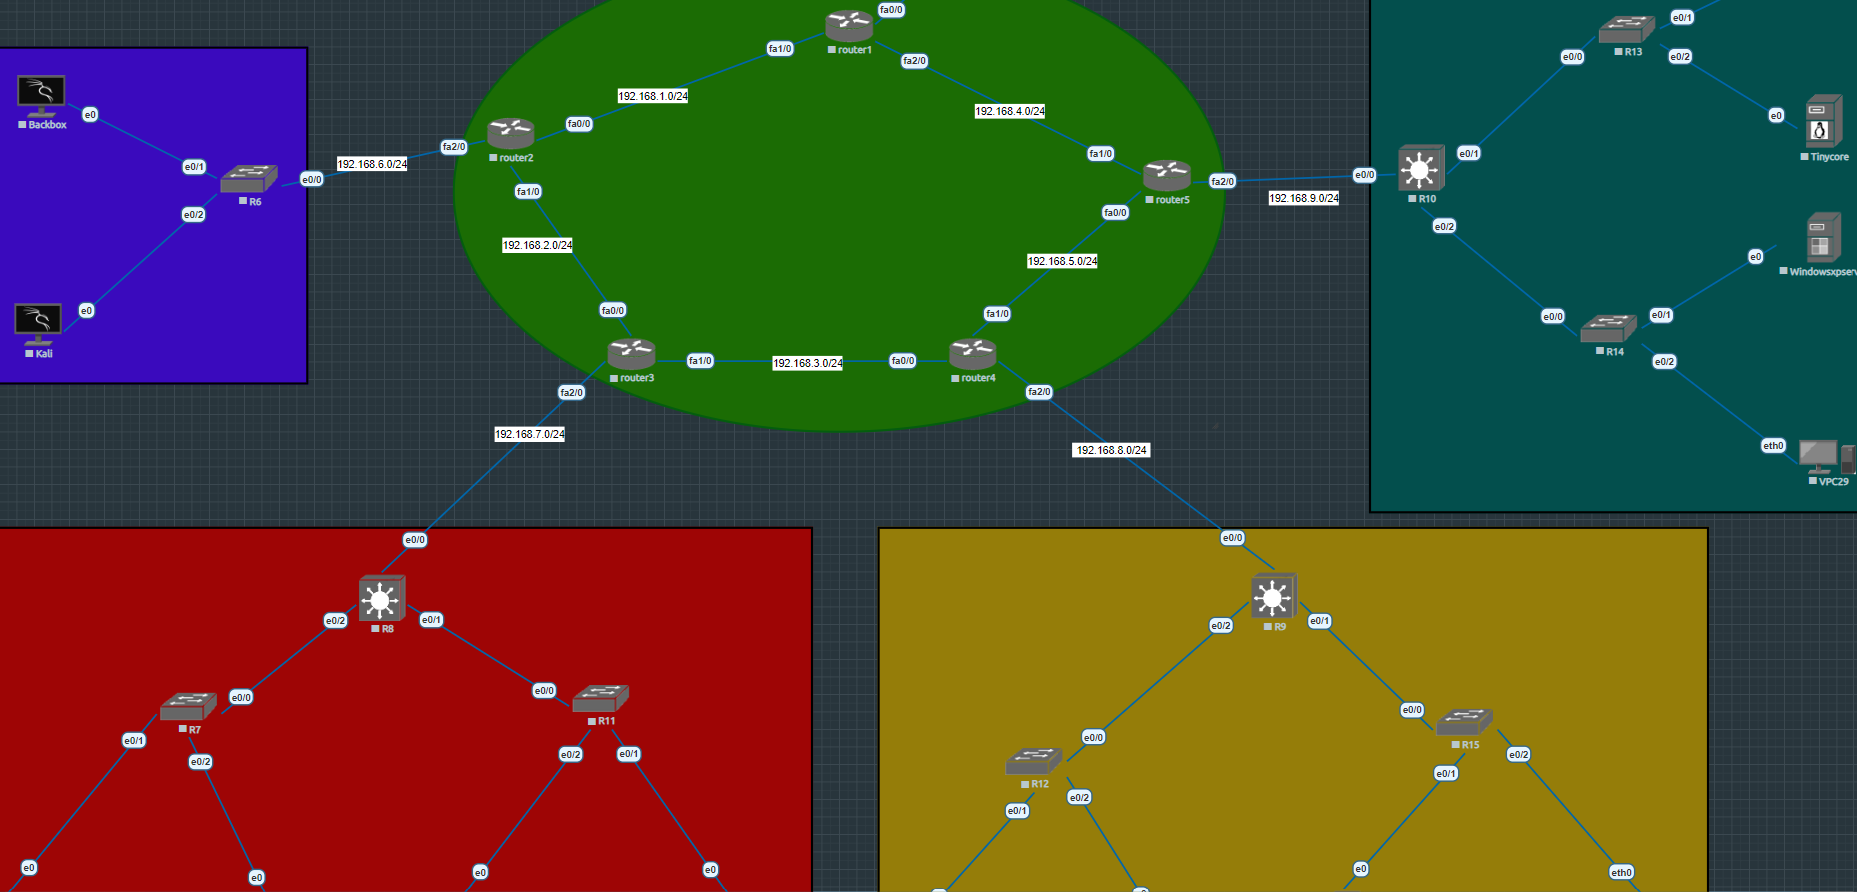 fa0/0
router1
fa1/0
fa2/0
192.168.1.0/24
192.168.4.0/24
router2
fa0/0
fa2/0
fa1/0
192.168.6.0/24
Backbox
e0
e0/1
R6
e0/0
e0/2
e0
Kali
192.168.2.0/24
fa0/0
router3
fa1/0
fa2/0
192.168.3.0/24
fa0/0
router4
fa1/0
fa2/0
192.168.5.0/24
fa1/0
router5
fa0/0
fa2/0
192.168.9.0/24
e0/0
R10
e0/1
e0/2
e0/0
R13
e0/1
e0/2
e0
Tinycore
e0
Windowsxpserv
e0/0
R14
e0/1
e0/2
eth0
VPC29
192.168.7.0/24
192.168.8.0/24
e0/0
R8
e0/2
e0/1
e0/0
R7
e0/1
e0/2
e0
e0
e0/0
R11
e0/2
e0/1
e0
e0
e0/0
R9
e0/2
e0/1
e0/0
R12
e0/1
e0/2
e0/0
R15
e0/1
e0/2
e0
eth0